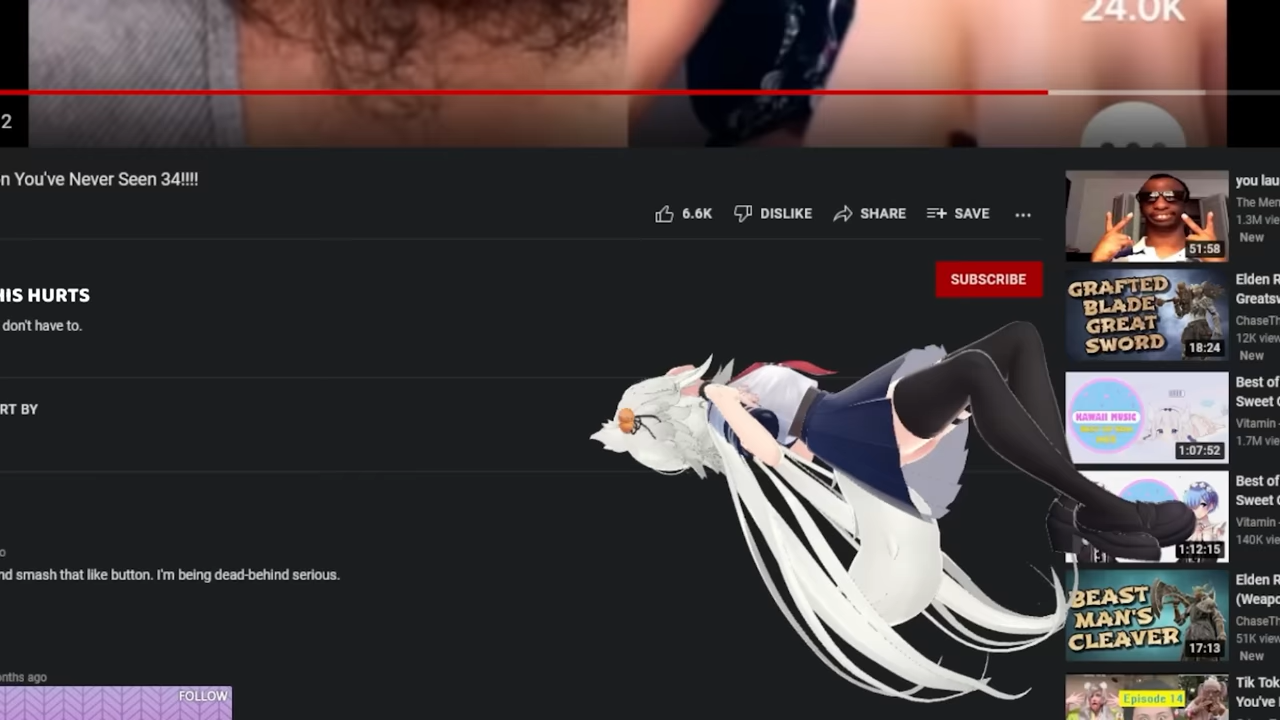 24.0K
2
n You've Never Seen 34!!!!
6.6K DISLIKE SHARE SAVE ...
HIS HURTS
SUBSCRIBE
don't have to.
RT BY
o
nd smash that like button. I'm being dead-behind serious.
nths ago
FOLLOW
you lau
The Men
1.3M vie
New
51:58
GRAFTED
BLADE
GREAT
SWORD
18:24
Elden R
Greatsw
ChaseTh
12K view
New
KAWAII MUSIC
1:07:52
Best of
Sweet C
Vitamin
1.7M vie
1:12:15
Best of
Sweet C
Vitamin
140K vie
BEAST
MAN'S
CLEAVER
17:13
Elden R
(Weapo
ChaseTh
51K view
New
Episode 14
Tik Tok
You've